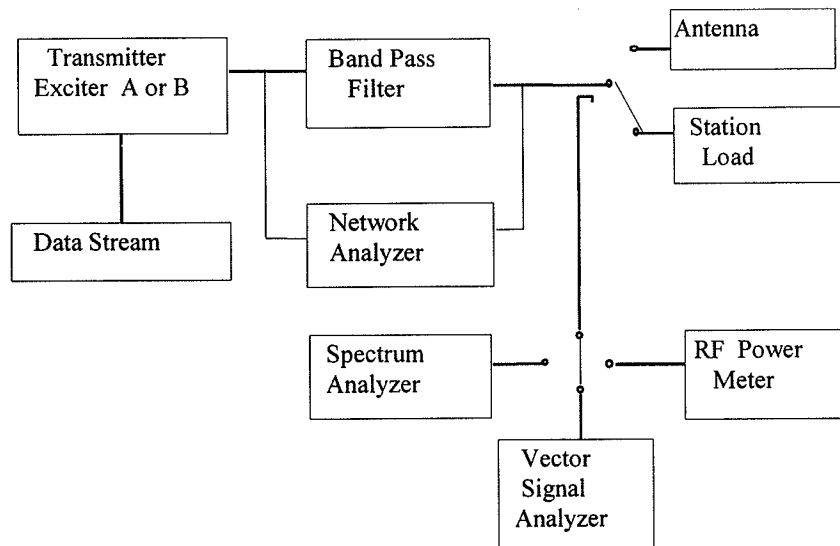 Transmitter
Exciter A or B
Band Pass
Filter
Antenna
Station
Load
Data Stream
Network
Analyzer
Spectrum
Analyzer
RF Power
Meter
Vector
Signal
Analyzer